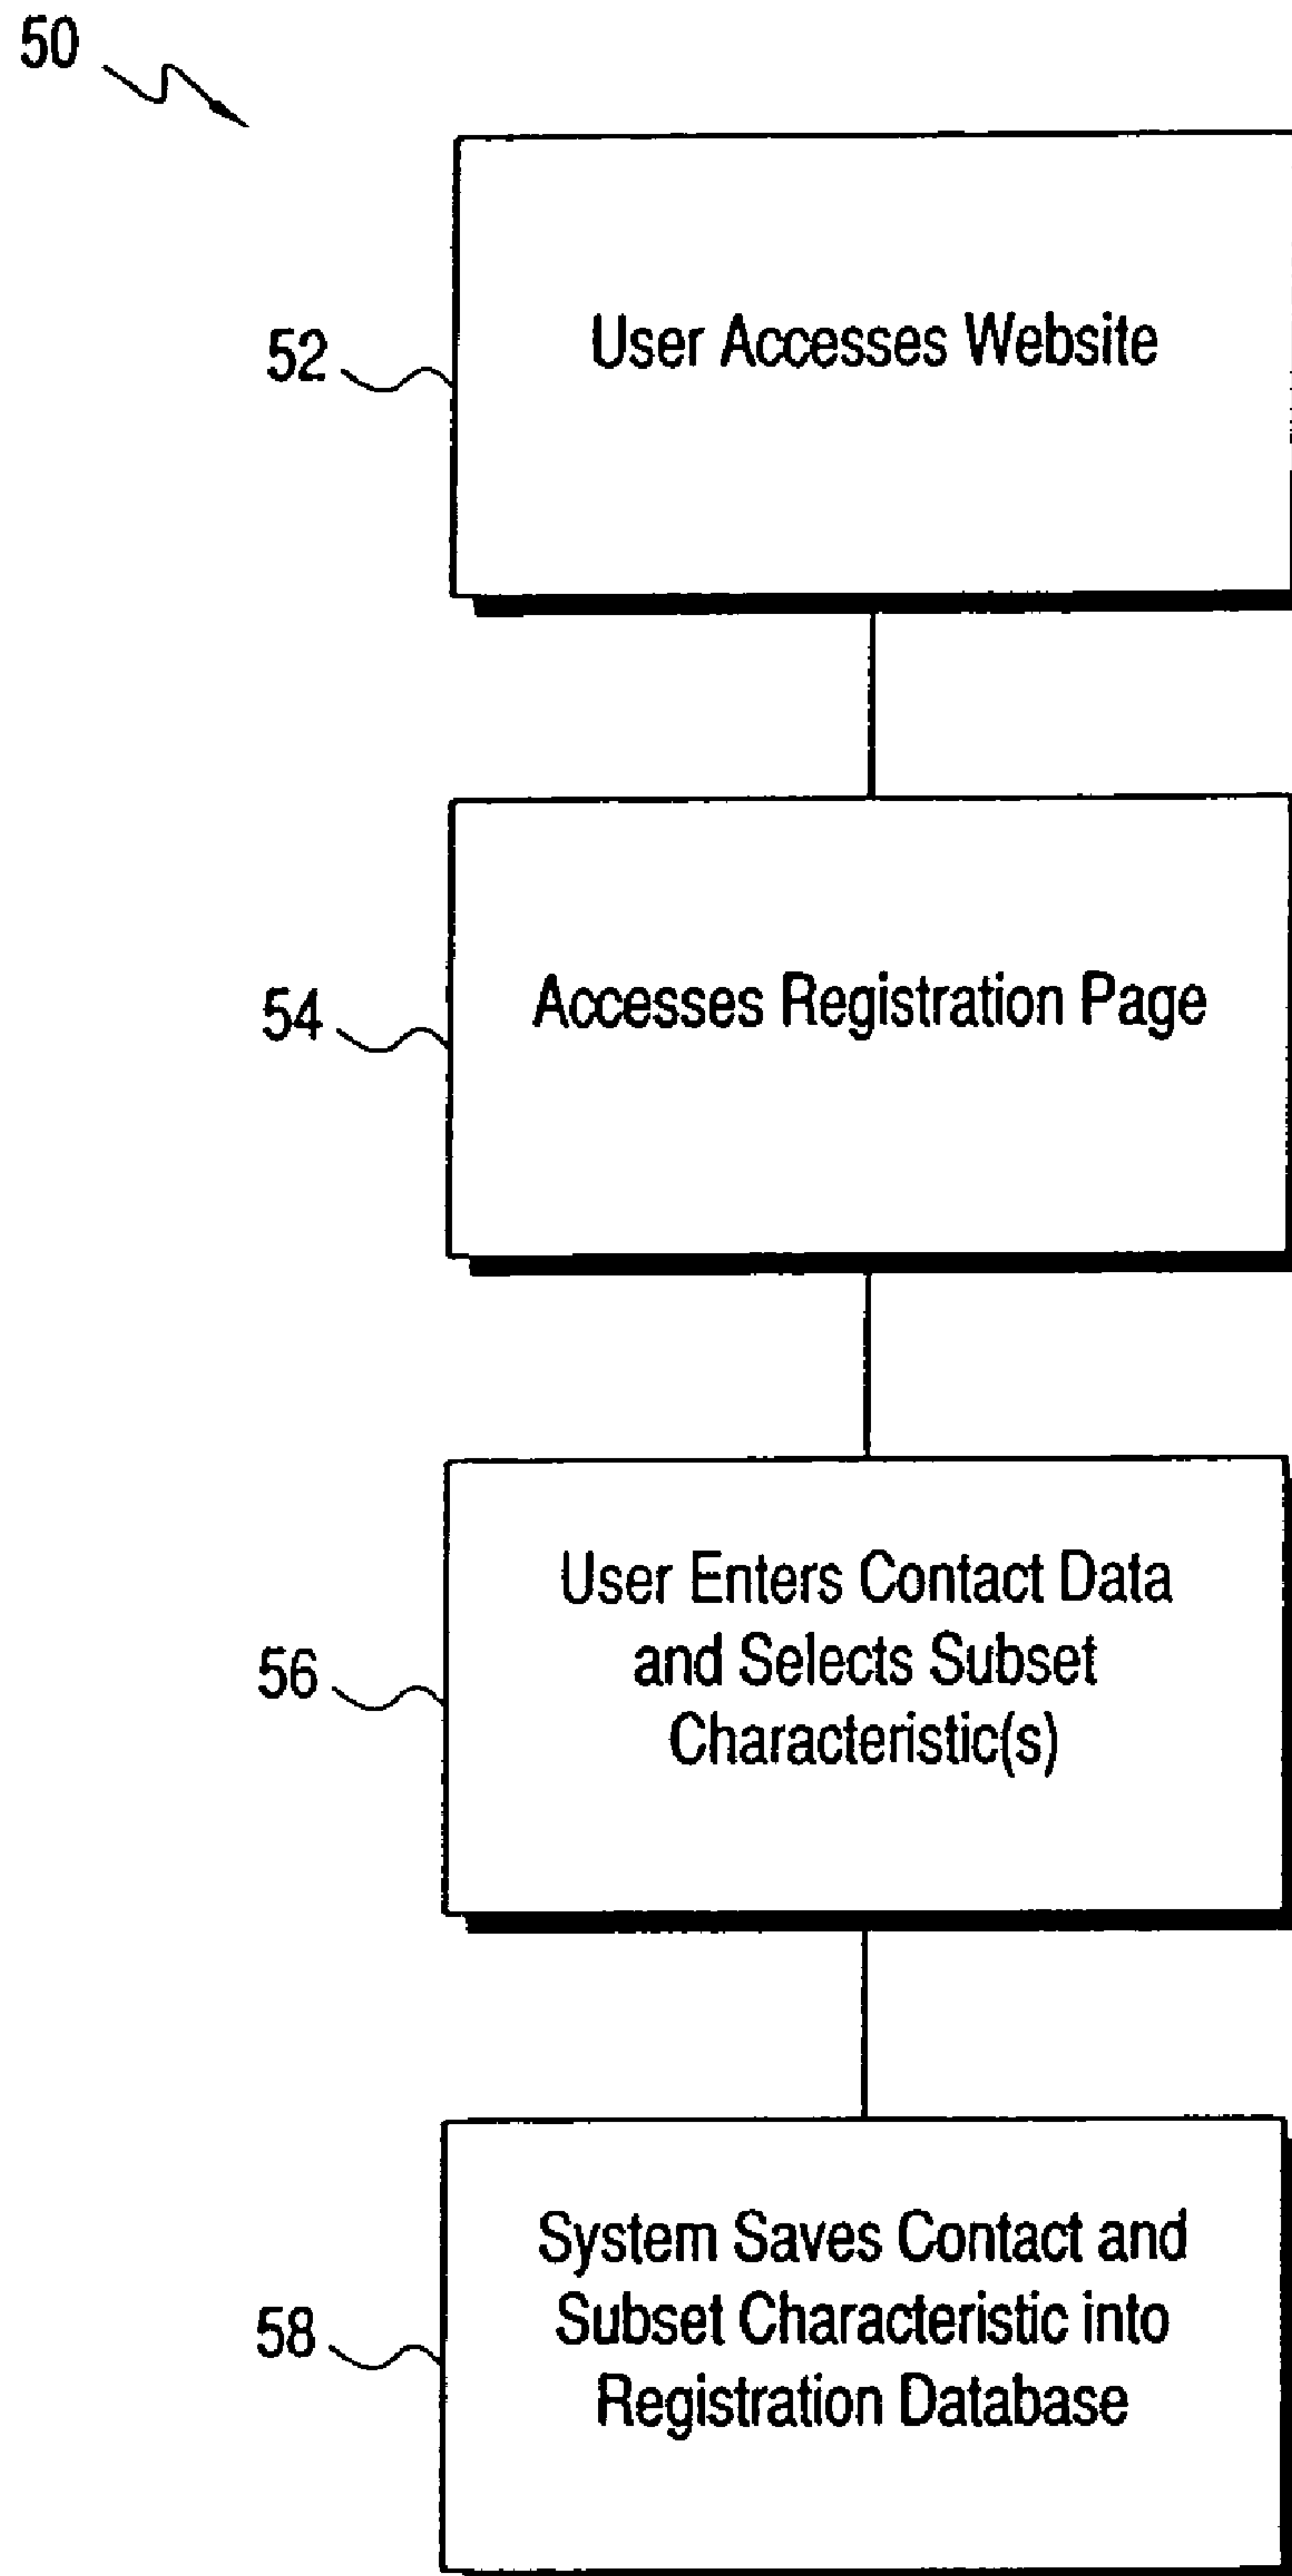 50
52
User Accesses Website
54
Accesses Registration Page
56
User Enters Contact Data
and Selects Subset
Characteristic(s)
58
System Saves Contact and
Subset Characteristic into
Registration Database